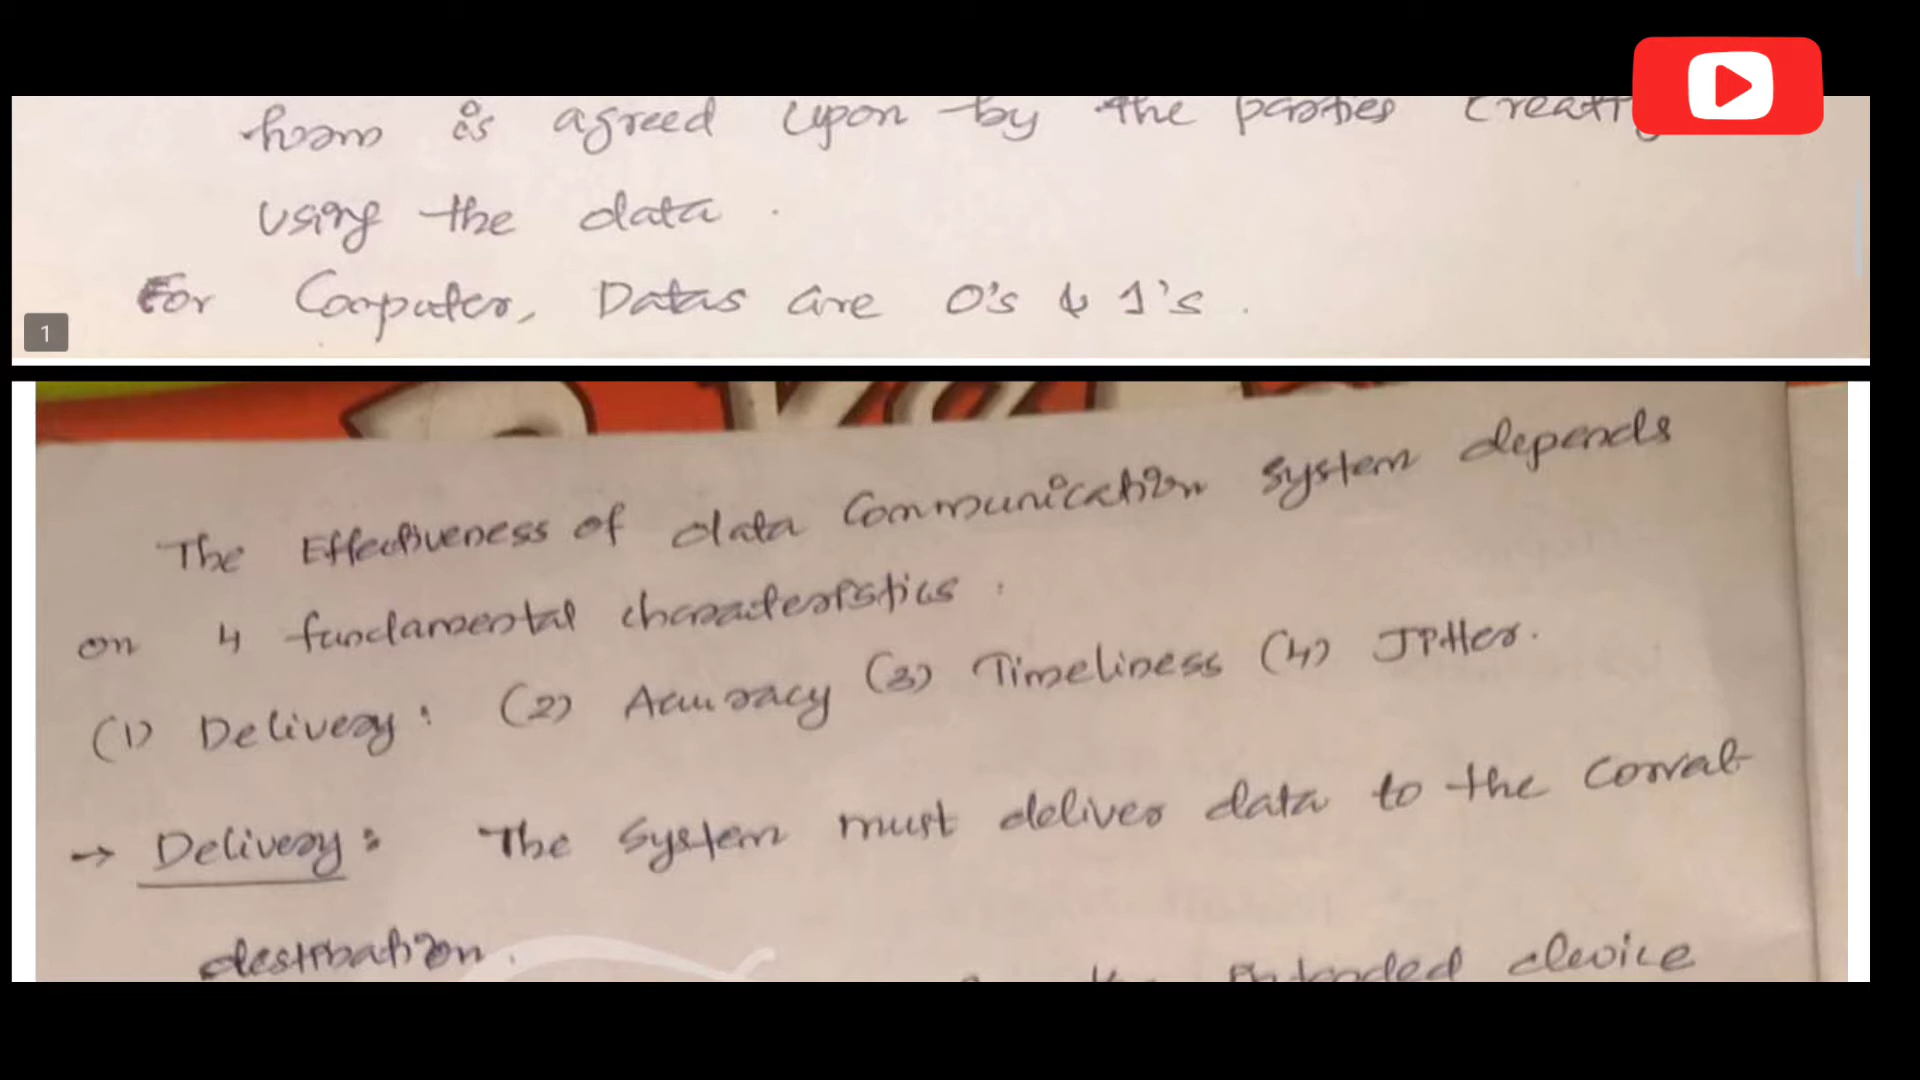 form is agreed upon by the parties creating
using the data.
For Computer, Datas are 0's & 1's.
1
The Effectiveness of data Communication system depends
on 4 fundamental characteristics.
(1) Delivery: (2) Accuracy (3) Timeliness (4) Jitter.
→ Delivery: The system must deliver data to the correct
destination.
intended device